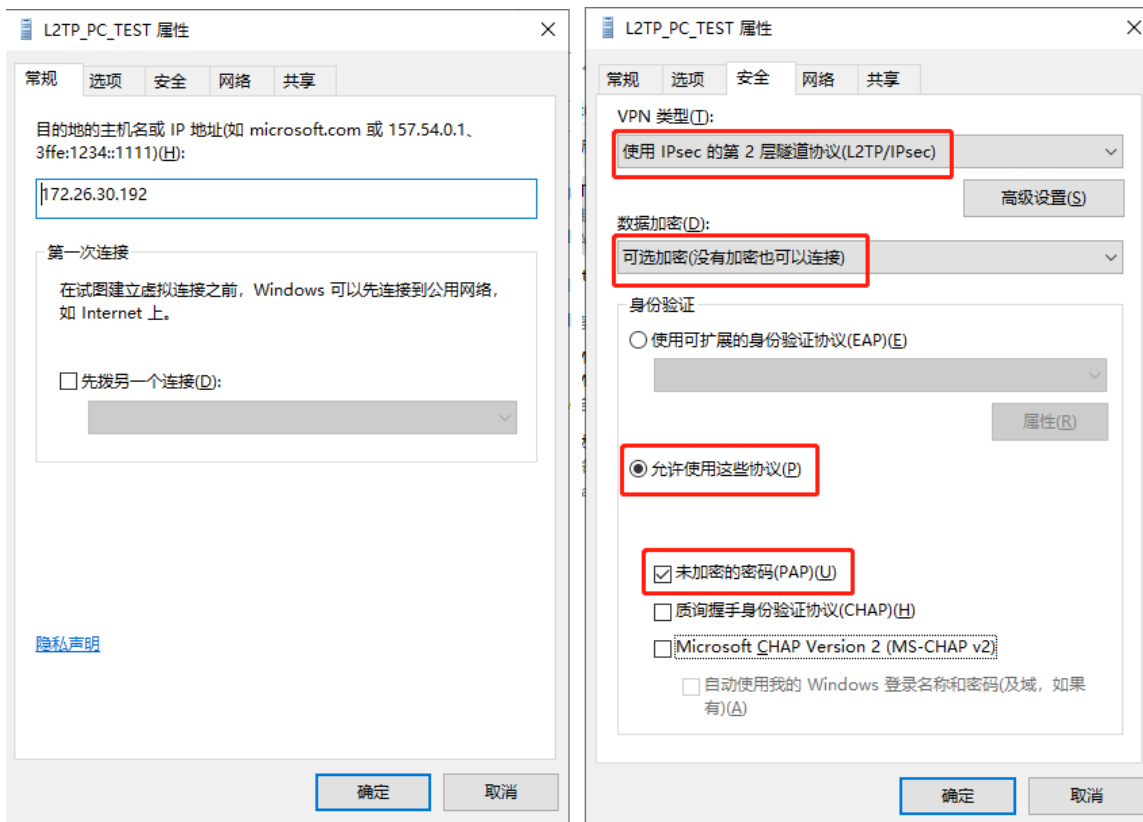 L2TP_PC_TEST 属性
常规 选项 安全 网络 共享
目的地的主机名或 IP 地址(如 microsoft.com 或 157.54.0.1、
3ffe:1234::1111)(H):
172.26.30.192
第一次连接
在试图建立虚拟连接之前，Windows 可以先连接到公用网络，
如 Internet 上。
先拨另一个连接(D):
隐私声明
确定 取消
L2TP_PC_TEST 属性
常规 选项 安全 网络 共享
VPN 类型(T):
使用 IPsec 的第 2 层隧道协议(L2TP/IPsec)
高级设置(S)
数据加密(D):
可选加密(没有加密也可以连接)
身份验证
使用可扩展的身份验证协议(EAP)(E)
属性(R)
允许使用这些协议(P)
未加密的密码(PAP)(U)
质询握手身份验证协议(CHAP)(H)
Microsoft CHAP Version 2 (MS-CHAP v2)
自动使用我的 Windows 登录名称和密码(及域，如果
有)(A)
确定 取消